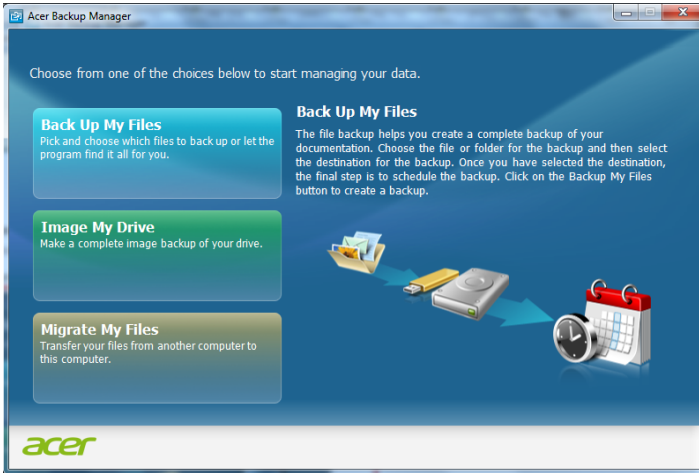 Acer Backup Manager
Choose from one of the choices below to start managing your data.
Back Up My Files
Pick and choose which files to back up or let the
program find it all for you.
Image My Drive
Make a complete image backup of your drive.
Migrate My Files
Transfer your files from another computer to
this computer.
Back Up My Files
The file backup helps you create a complete backup of your
documentation. Choose the file or folder for the backup and then select
the destination for the backup. Once you have selected the destination,
the final step is to schedule the backup. Click on the Backup My Files
button to create a backup.
acer